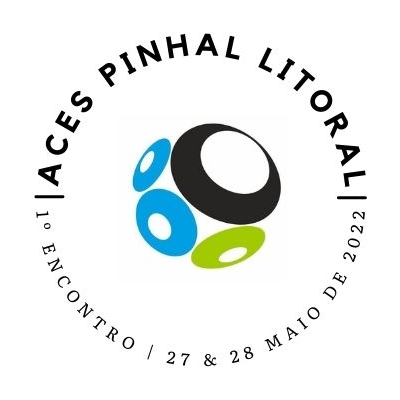 |ACES PINHAL LITORAL|
1º ENCONTRO | 27 & 28 MAIO DE 2022